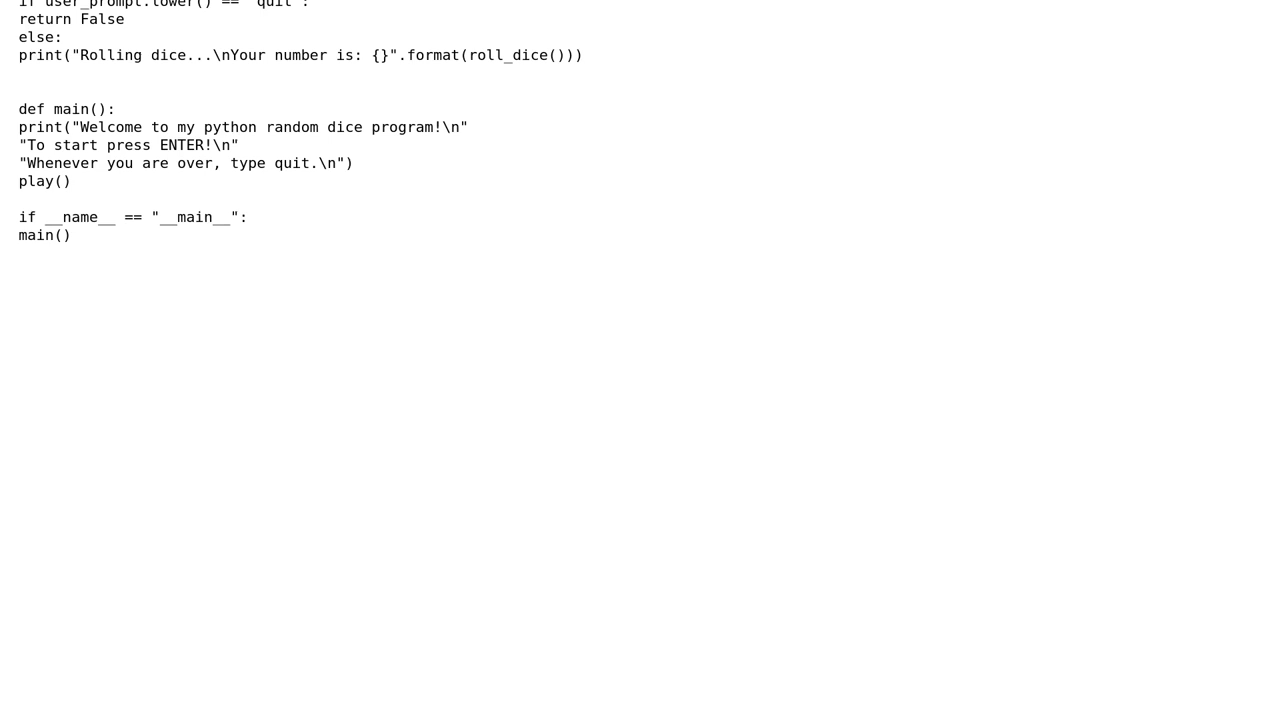 if user_prompt.lower() == "quit":
return False
else:
print("Rolling dice...\nYour number is: {}".format(roll_dice()))
def main():
print("Welcome to my python random dice program!\n"
"To start press ENTER!\n"
"Whenever you are over, type quit.\n")
play()
if __name__ == "__main__":
main()